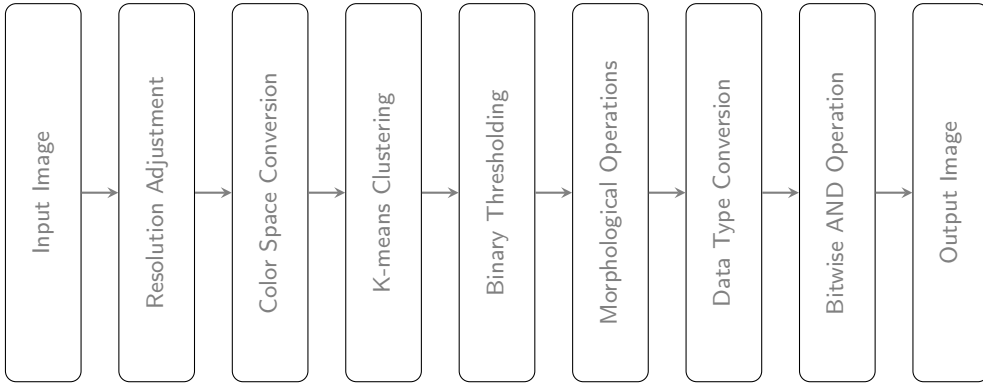 Input Image
Resolution Adjustment
Color Space Conversion
K-means Clustering
Binary Thresholding
Morphological Operations
Data Type Conversion
Bitwise AND Operation
Output Image